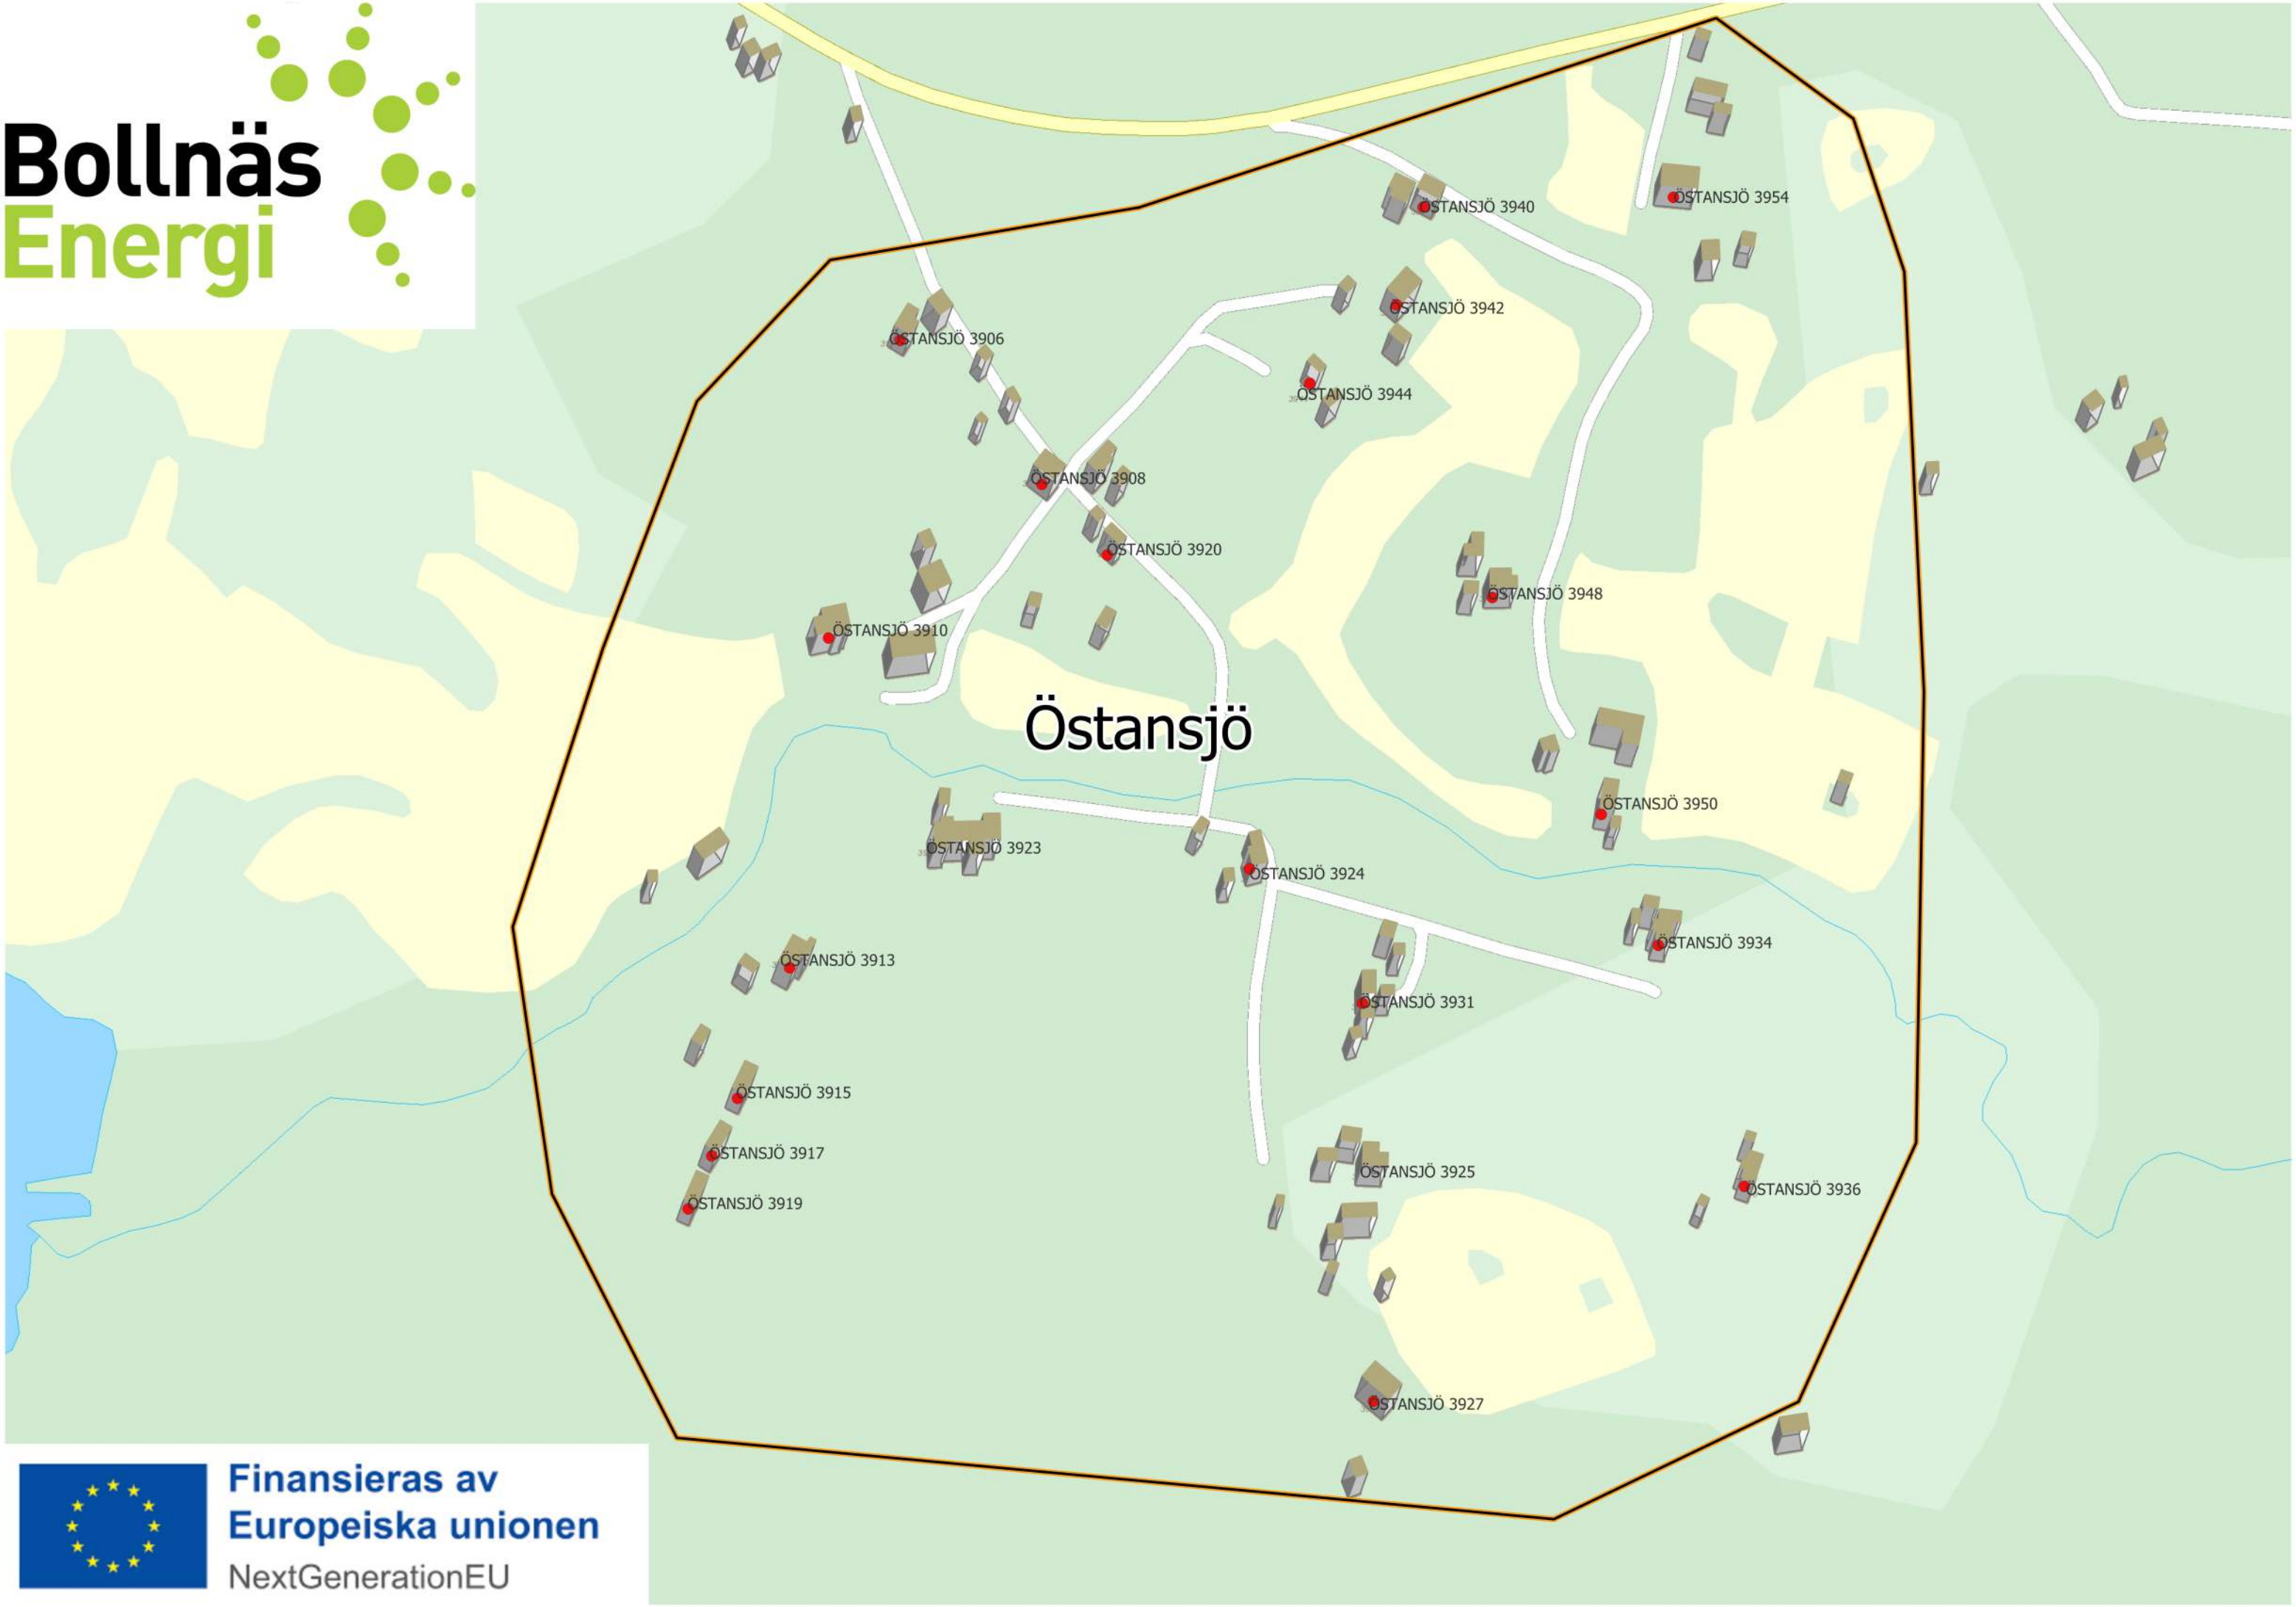 Bollnäs
Energi
ÖSTANSJÖ 3954
ÖSTANSJÖ 3940
ÖSTANSJÖ 3942
ÖSTANSJÖ 3906
ÖSTANSJÖ 3944
ÖSTANSJÖ 3908
ÖSTANSJÖ 3920
ÖSTANSJÖ 3948
ÖSTANSJÖ 3910
Östansjö
ÖSTANSJÖ 3950
ÖSTANSJÖ 3923
ÖSTANSJÖ 3924
ÖSTANSJÖ 3934
ÖSTANSJÖ 3913
ÖSTANSJÖ 3931
ÖSTANSJÖ 3915
ÖSTANSJÖ 3917
ÖSTANSJÖ 3925
ÖSTANSJÖ 3936
ÖSTANSJÖ 3919
ÖSTANSJÖ 3927
Finansieras av
Europeiska unionen
NextGenerationEU